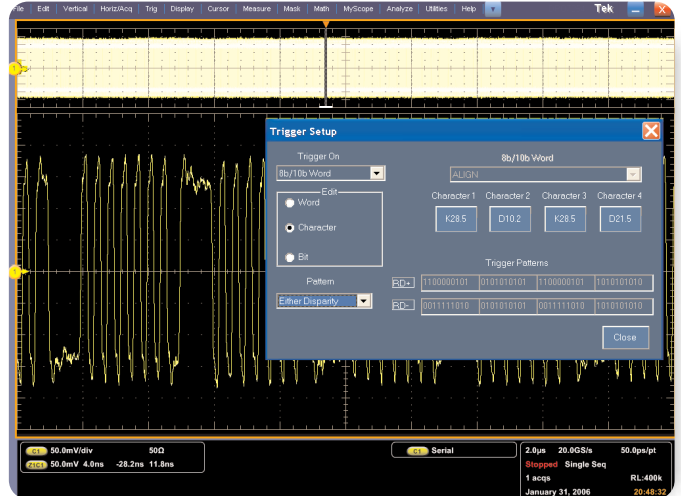 File Edit Vertical Horiz/Acq Trig Display Cursor Measure Mask Math MyScope Analyze Utilities Help Tek X
1
Trigger Setup
Trigger On
8b/10b Word
8b/10b Word
ALIGN
Edit
Word
Character
Bit
Character 1 Character 2 Character 3 Character 4
K28.5 D10.2 K28.5 D21.5
Trigger Patterns
Pattern
Either Disparity
RD+ 1100000101 0101010101 1100000101 1010101010
RD- 0011111010 0101010101 0011111010 1010101010
Close
1
C1 50.0mV/div 50Ω
Z1C1 50.0mV 4.0ns -28.2ns 11.8ns
C1 Serial
2.0µs 20.0GS/s 50.0ps/pt
Stopped Single Seq
1 acqs RL:400k
January 31, 2006 20:48:32